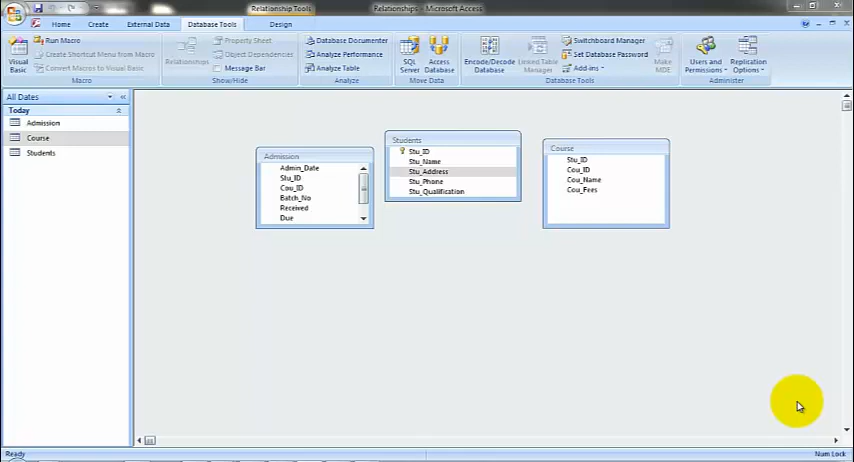 Relationship Tools
Relationships - Microsoft Access
Home Create External Data Database Tools Design
Visual Basic
Run Macro
Create Shortcut Menu from Macro
Convert Macros to Visual Basic
Macro
Relationships
Property Sheet
Object Dependencies
Message Bar
Show/Hide
Database Documenter
Analyze Performance
Analyze Table
Analyze
SQL Server
Access Database
Move Data
Encode/Decode Database
Linked Table Manager
Switchboard Manager
Set Database Password
Add-ins
Make MDE
Database Tools
Users and Permissions
Replication Options
Administer
All Dates
Today
Admission
Course
Students
Admission
Admin_Date
Stu_ID
Cou_ID
Batch_No
Received
Due
Students
Stu_ID
Stu_Name
Stu_Address
Stu_Phone
Stu_Qualification
Course
Stu_ID
Cou_ID
Cou_Name
Cou_Fees
Ready
Num Lock